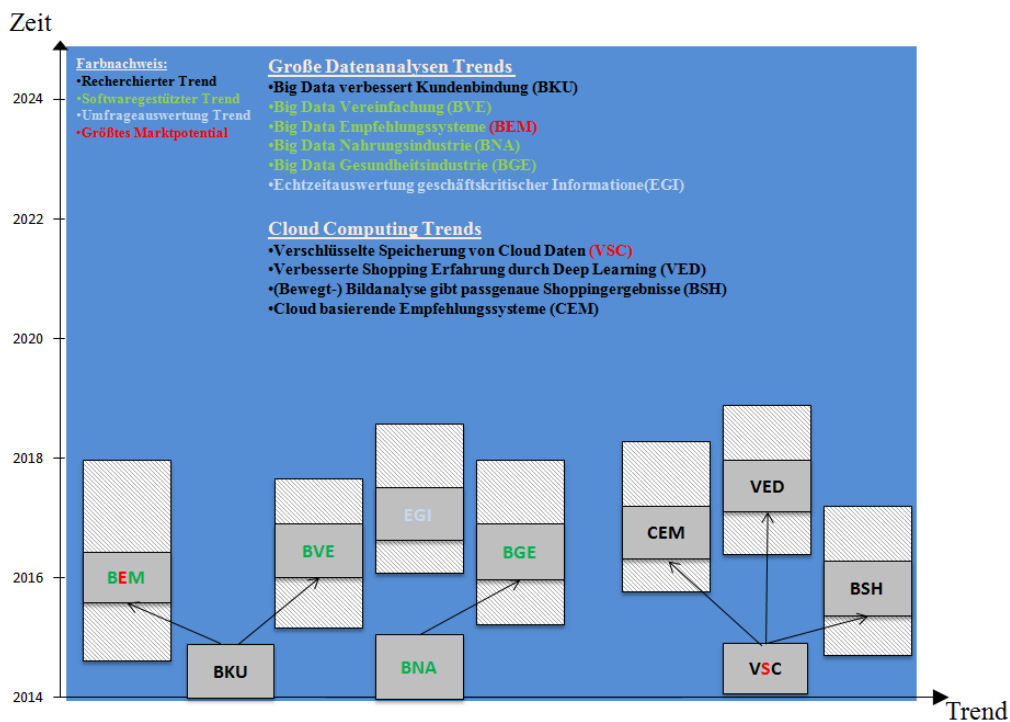 Zeit
Farbnachweis:
•Recherchierter Trend
•Softwaregestützter Trend
•Umfrageauswertung Trend
•Größtes Marktpotential
Große Datenanalysen Trends
•Big Data verbessert Kundenbindung (BKU)
•Big Data Vereinfachung (BVE)
•Big Data Empfehlungssysteme (BEM)
•Big Data Nahrungsindustrie (BNA)
•Big Data Gesundheitsindustrie (BGE)
•Echtzeitauswertung geschäftskritischer Informatione(EGI)
Cloud Computing Trends
•Verschlüsselte Speicherung von Cloud Daten (VSC)
•Verbesserte Shopping Erfahrung durch Deep Learning (VED)
•(Bewegt-) Bildanalyse gibt passgenaue Shoppingergebnisse (BSH)
•Cloud basierende Empfehlungssysteme (CEM)
2024
2022
2020
2018
2016
2014
VED
EGI
CEM
BVE
BGE
BEM
BSH
BKU
BNA
VSC
Trend